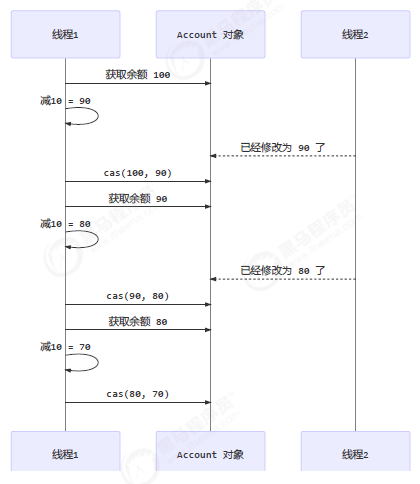 线程1
Account 对象
线程2
获取余额 100
减10 = 90
已经修改为 90 了
cas(100, 90)
获取余额 90
减10 = 80
已经修改为 80 了
cas(90, 80)
获取余额 80
减10 = 70
cas(80, 70)
线程1
Account 对象
线程2